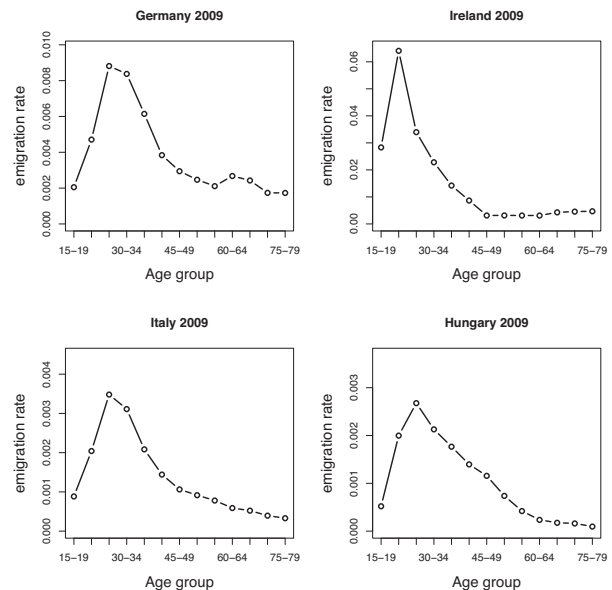 Germany 2009
emigration rate
0.000 0.002 0.004 0.006 0.008 0.010
15–19 30–34 45–49 60–64 75–79
Age group
Ireland 2009
emigration rate
0.00 0.02 0.04 0.06
15–19 30–34 45–49 60–64 75–79
Age group
Italy 2009
emigration rate
0.000 0.001 0.002 0.003 0.004
15–19 30–34 45–49 60–64 75–79
Age group
Hungary 2009
emigration rate
0.000 0.001 0.002 0.003
15–19 30–34 45–49 60–64 75–79
Age group